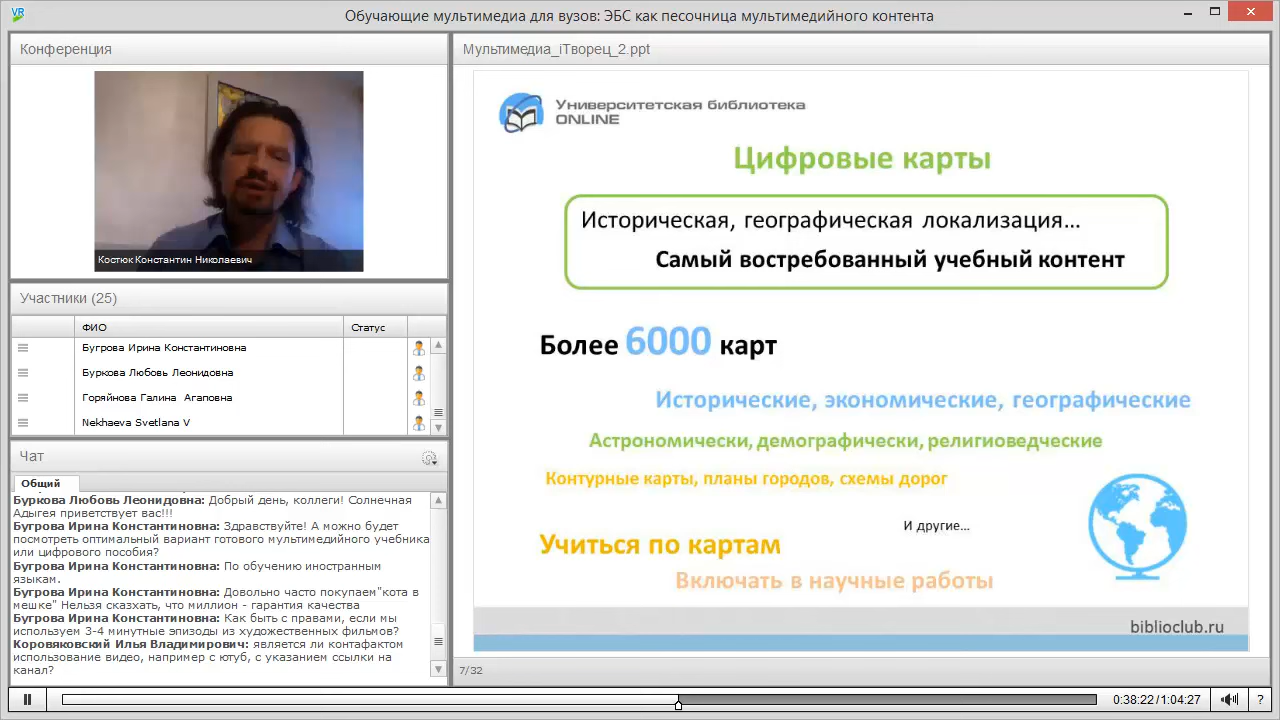 VR
Обучающие мультимедиа для вузов: ЭБС как песочница мультимедийного контента
Конференция
Костюк Константин Николаевич
Участники (25)
ФИО
Статус
Бугрова Ирина Константиновна
Буркова Любовь Леонидовна
Горяйнова Галина Агаповна
Nekhaeva Svetlana V
Чат
Общий
Буркова Любовь Леонидовна: Добрый день, коллеги! Солнечная
Адыгея приветствует вас!!!
Бугрова Ирина Константиновна: Здравствуйте! А можно будет
посмотреть оптимальный вариант готового мультимедийного учебника
или цифрового пособия?
Бугрова Ирина Константиновна: По обучению иностранным
языкам.
Бугрова Ирина Константиновна: Довольно часто покупаем"кота в
мешке" Нельзя сказхать, что миллион - гарантия качества
Бугрова Ирина Константиновна: Как быть с правами, если мы
используем 3-4 минутные эпизоды из художественных фильмов?
Коровяковский Илья Владимирович: является ли контафактом
использование видео, например с ютуб, с указанием ссылки на
канал?
Мультимедиа_iТворец_2.ppt
Университетская библиотека
ONLINE
Цифровые карты
Историческая, географическая локализация…
Самый востребованный учебный контент
Более 6000 карт
Исторические, экономические, географические
Астрономически, демографически, религиоведческие
Контурные карты, планы городов, схемы дорог
И другие…
Учиться по картам
Включать в научные работы
biblioclub.ru
7/32
0:38:22/1:04:27
?